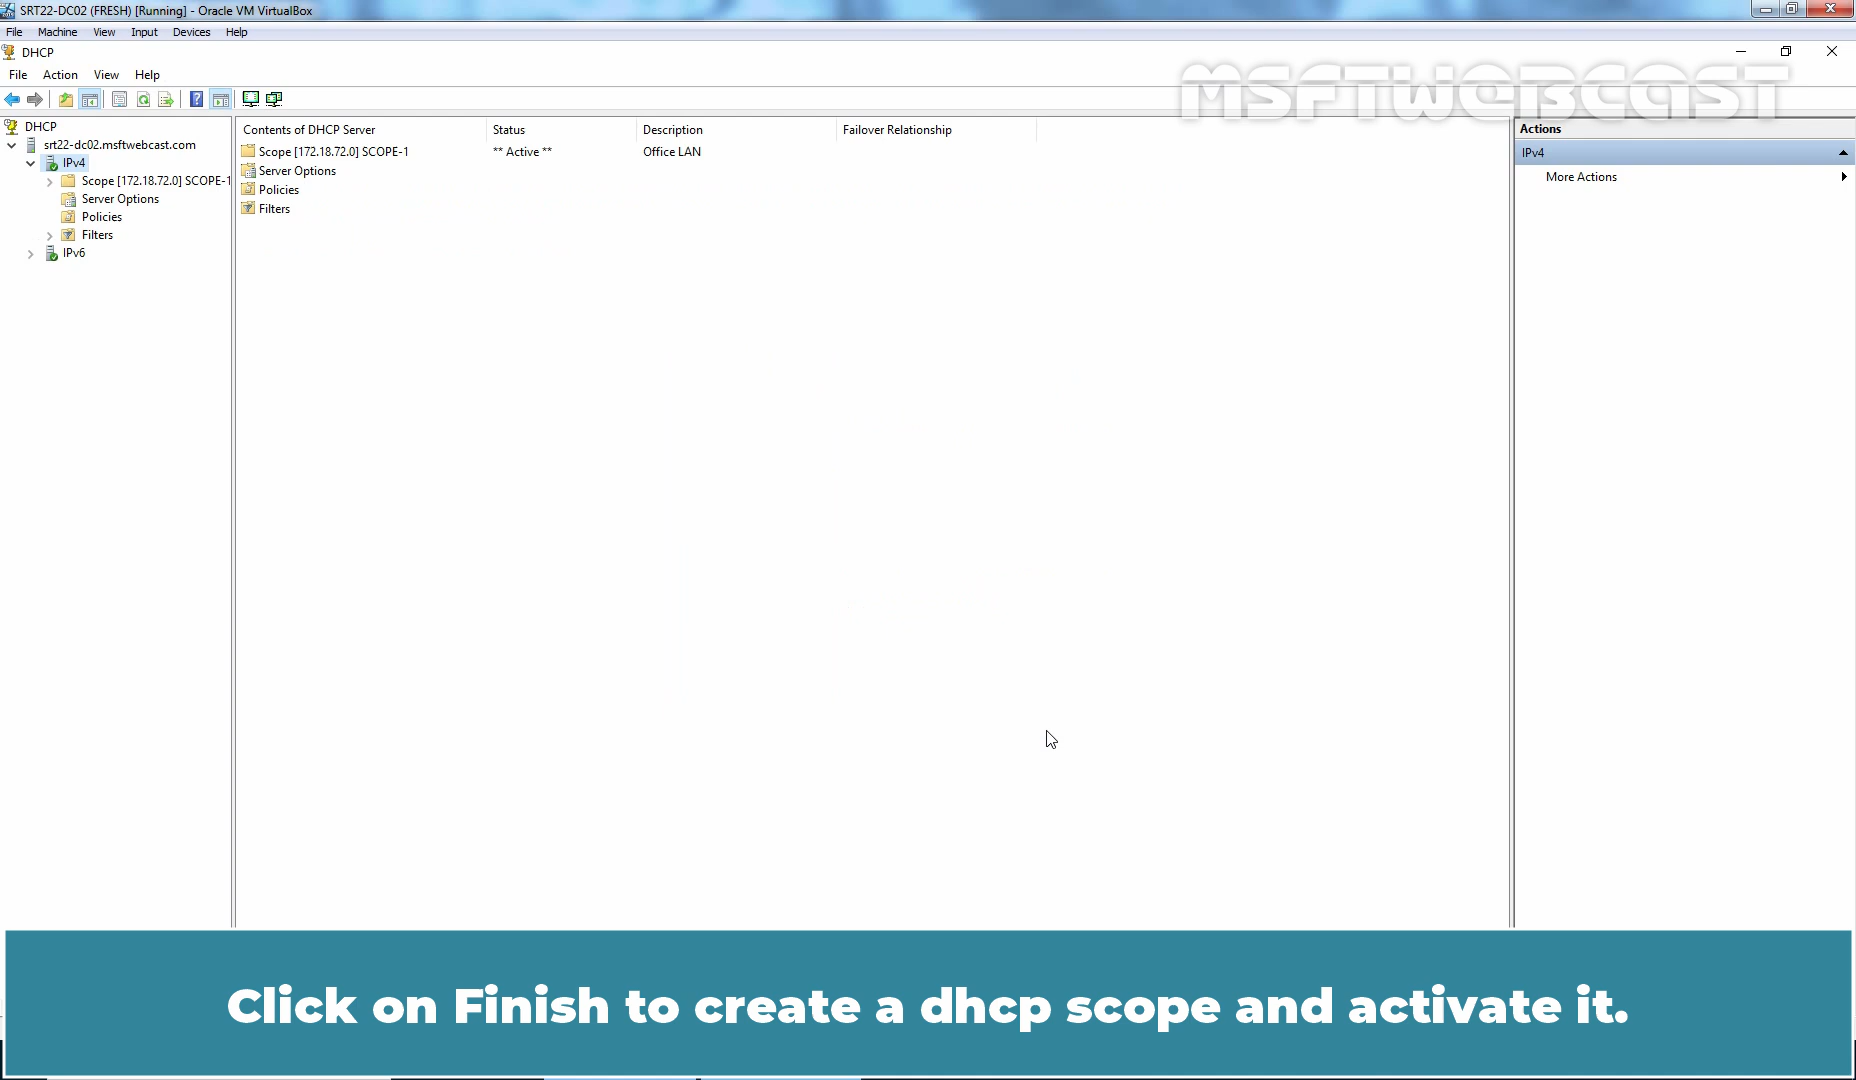 SRT22-DC02 (FRESH) [Running] - Oracle VM VirtualBox
File Machine View Input Devices Help
DHCP
File Action View Help
MSFTWEBCAST
DHCP
srt22-dc02.msftwebcast.com
IPv4
Scope [172.18.72.0] SCOPE-1
Server Options
Policies
Filters
IPv6
Contents of DHCP Server Status Description Failover Relationship
Scope [172.18.72.0] SCOPE-1 ** Active ** Office LAN
Server Options
Policies
Filters
Actions
IPv4
More Actions
Click on Finish to create a dhcp scope and activate it.